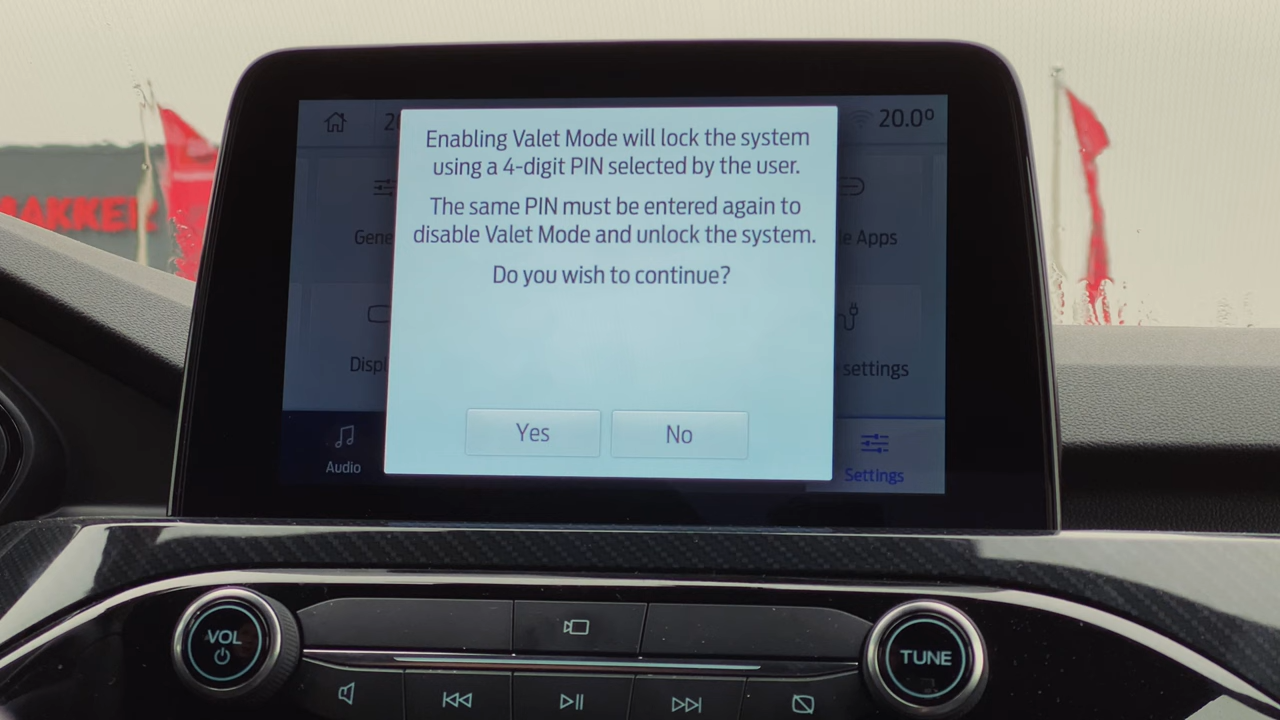 20.0°
Enabling Valet Mode will lock the system
using a 4-digit PIN selected by the user.
The same PIN must be entered again to
disable Valet Mode and unlock the system.
Do you wish to continue?
Yes
No
Apps
settings
Audio
Settings
MAKKER
VOL
TUNE